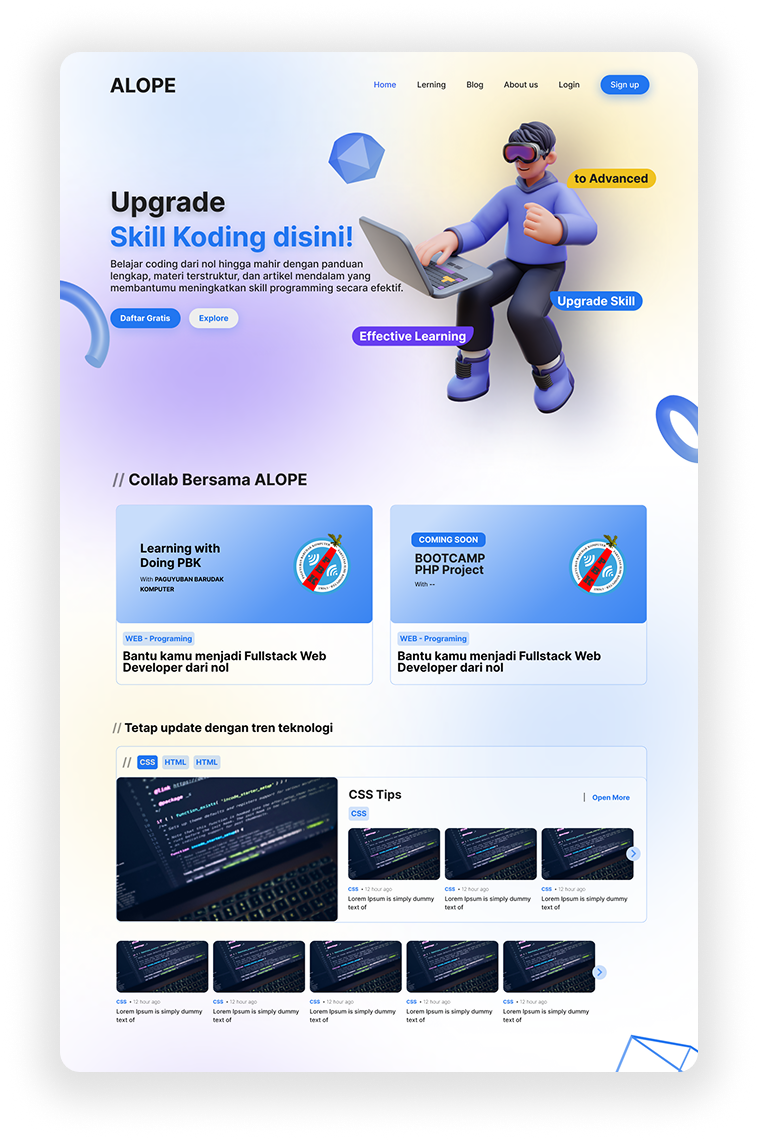 ALOPE
Home Lerning Blog About us Login Sign up
to Advanced
Upgrade
Skill Koding disini!
Belajar coding dari nol hingga mahir dengan panduan
lengkap, materi terstruktur, dan artikel mendalam yang
membantumu meningkatkan skill programming secara efektif.
Upgrade Skill
Daftar Gratis Explore
Effective Learning
// Collab Bersama ALOPE
Learning with
Doing PBK
With PAGUYUBAN BARUDAK
KOMPUTER
WEB - Programing
Bantu kamu menjadi Fullstack Web
Developer dari nol
COMING SOON
BOOTCAMP
PHP Project
With --
WEB - Programing
Bantu kamu menjadi Fullstack Web
Developer dari nol
// Tetap update dengan tren teknologi
// CSS HTML HTML
CSS Tips
| Open More
CSS
CSS • 12 hour ago
Lorem Ipsum is simply dummy
text of
CSS • 12 hour ago
Lorem Ipsum is simply dummy
text of
CSS • 12 hour ago
Lorem Ipsum is simply dummy
text of
CSS • 12 hour ago
Lorem Ipsum is simply dummy
text of
CSS • 12 hour ago
Lorem Ipsum is simply dummy
text of
CSS • 12 hour ago
Lorem Ipsum is simply dummy
text of
CSS • 12 hour ago
Lorem Ipsum is simply dummy
text of
CSS • 12 hour ago
Lorem Ipsum is simply dummy
text of